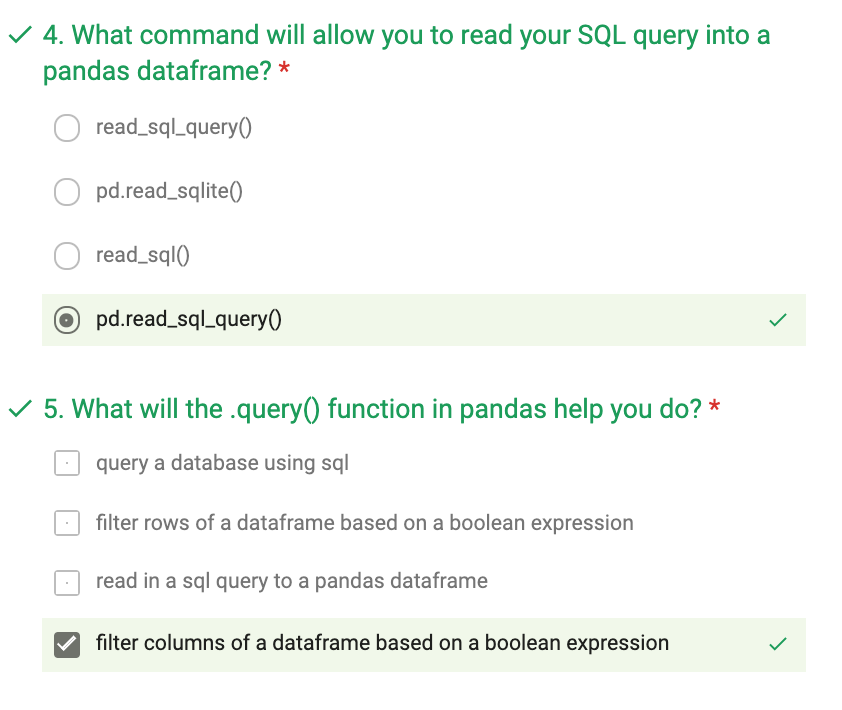 4. What command will allow you to read your SQL query into a
pandas dataframe? *
read_sql_query()
pd.read_sqlite()
read_sql()
pd.read_sql_query()
5. What will the .query() function in pandas help you do? *
query a database using sql
filter rows of a dataframe based on a boolean expression
read in a sql query to a pandas dataframe
filter columns of a dataframe based on a boolean expression